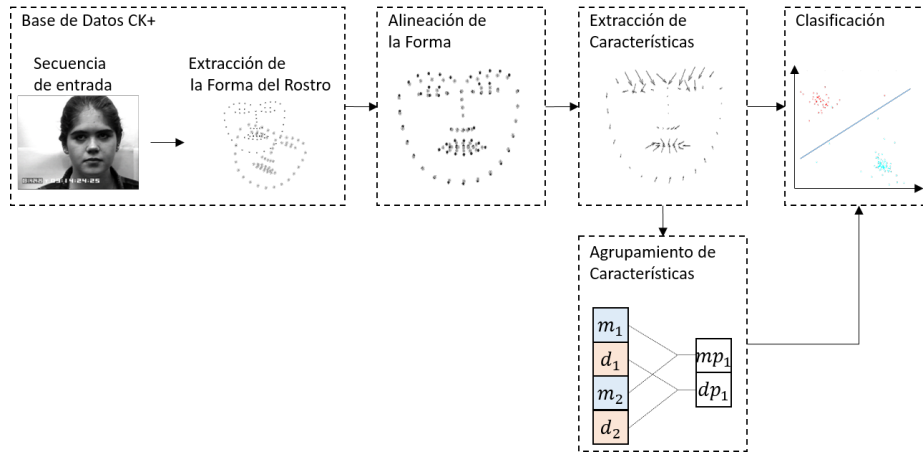 Base de Datos CK+
Secuencia
de entrada
Extracción de
la Forma del Rostro
Alineación de
la Forma
Extracción de
Características
Clasificación
Agrupamiento de
Características
m₁
d₁
m₂
d₂
mp₁
dp₁